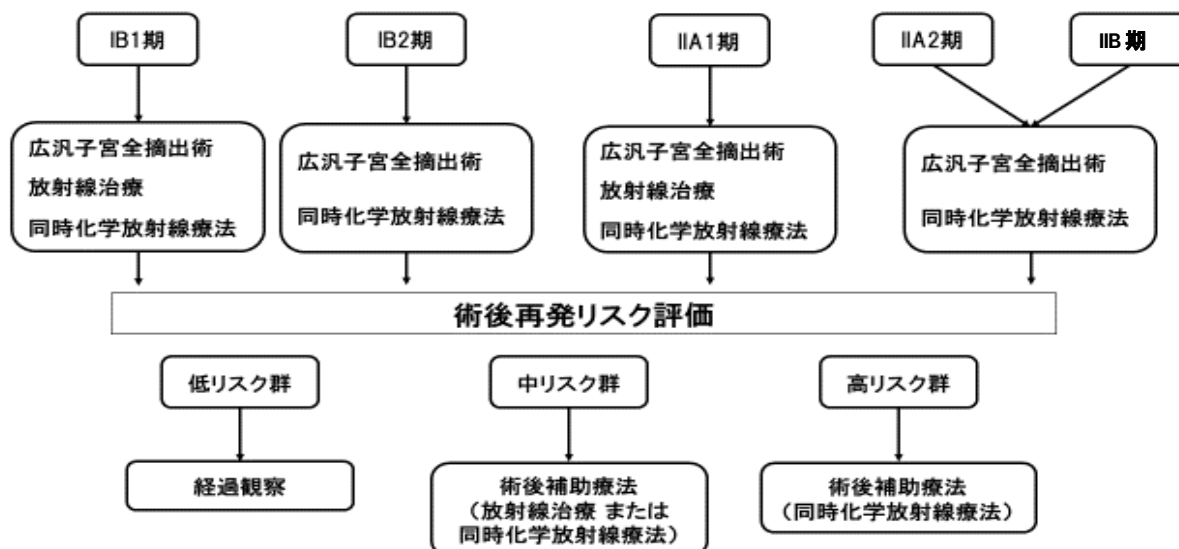 IB1期
IB2期
IIA1期
IIA2期
IIB 期
広汎子宮全摘出術
放射線治療
同時化学放射線療法
広汎子宮全摘出術
同時化学放射線療法
広汎子宮全摘出術
放射線治療
同時化学放射線療法
広汎子宮全摘出術
同時化学放射線療法
術後再発リスク評価
低リスク群
中リスク群
高リスク群
経過観察
術後補助療法
（放射線治療 または
同時化学放射線療法）
術後補助療法
（同時化学放射線療法）